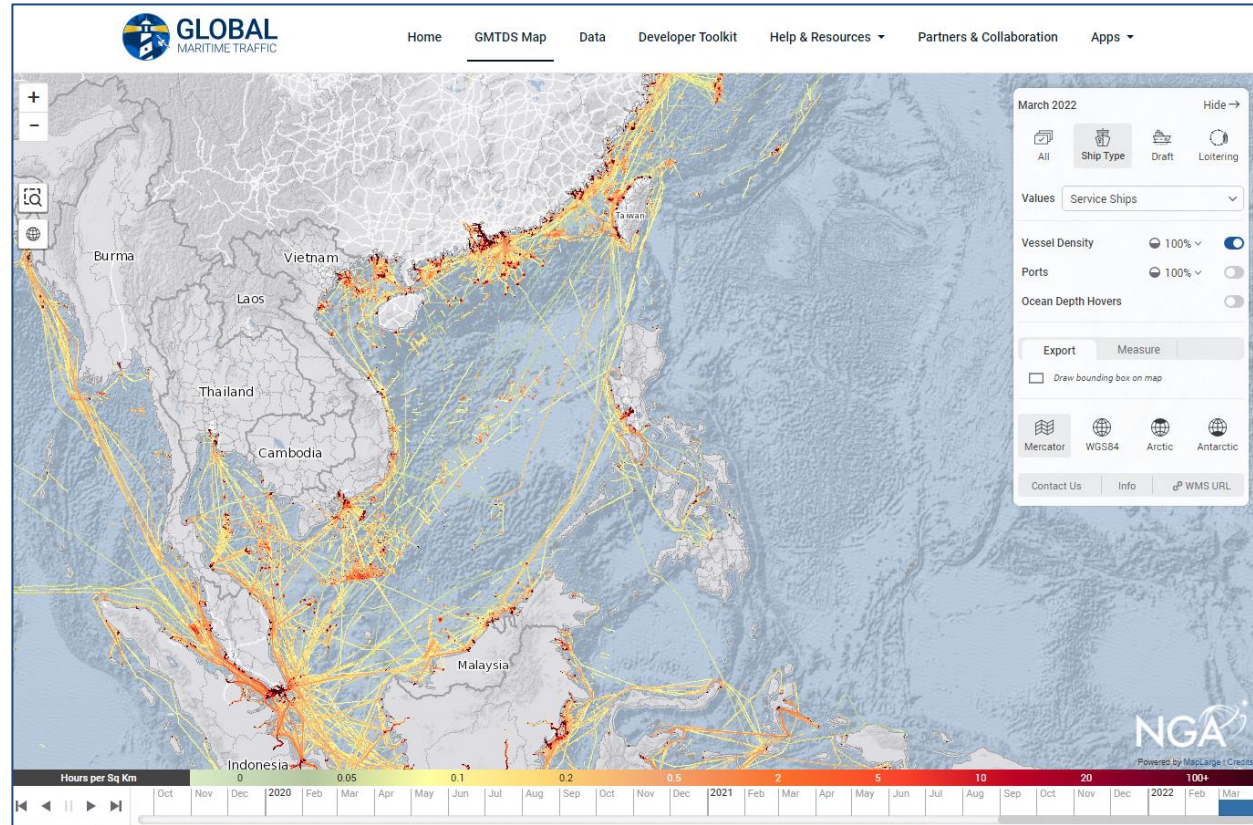 GLOBAL
MARITIME TRAFFIC
Home GMTDS Map Data Developer Toolkit Help & Resources Partners & Collaboration Apps
+
−
March 2022 Hide →
All Ship Type Draft Loitering
Values Service Ships
Vessel Density 100%
Ports 100%
Ocean Depth Hovers
Export Measure
Draw bounding box on map
Mercator WGS84 Arctic Antarctic
Contact Us Info WMS URL
Taiwan
Burma
Vietnam
Laos
Thailand
Cambodia
Malaysia
Indonesia
NGA
Powered by MapLarge | Credits
Hours per Sq Km 0 0.05 0.1 0.2 0.5 2 5 10 20 100+
Oct Nov Dec 2020 Feb Mar Apr May Jun Jul Aug Sep Oct Nov Dec 2021 Feb Mar Apr May Jun Jul Aug Sep Oct Nov Dec 2022 Feb Mar